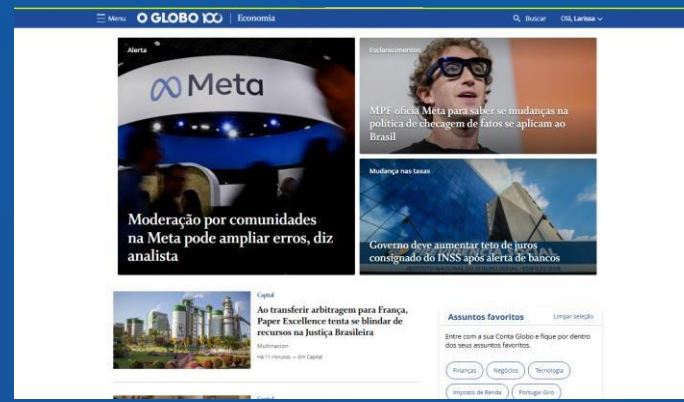 Menu O GLOBO 100 Economia Buscar Olá, Larissa
Alerta
Meta
Moderação por comunidades
na Meta pode ampliar erros, diz
analista
Esclarecimentos
MPF oficia Meta para saber se mudanças na
política de checagem de fatos se aplicam ao
Brasil
Mudança nas taxas
Governo deve aumentar teto de juros
consignado do INSS após alerta de bancos
Capital
Ao transferir arbitragem para França,
Paper Excellence tenta se blindar de
recursos na Justiça Brasileira
Multinacion
Há 11 minutos — Em Capital
Assuntos favoritos Limpar seleção
Entre com a sua Conta Globo e fique por dentro
dos seus assuntos favoritos.
Finanças Negócios Tecnologia
Imposto de Renda Portugal Giro
Capital